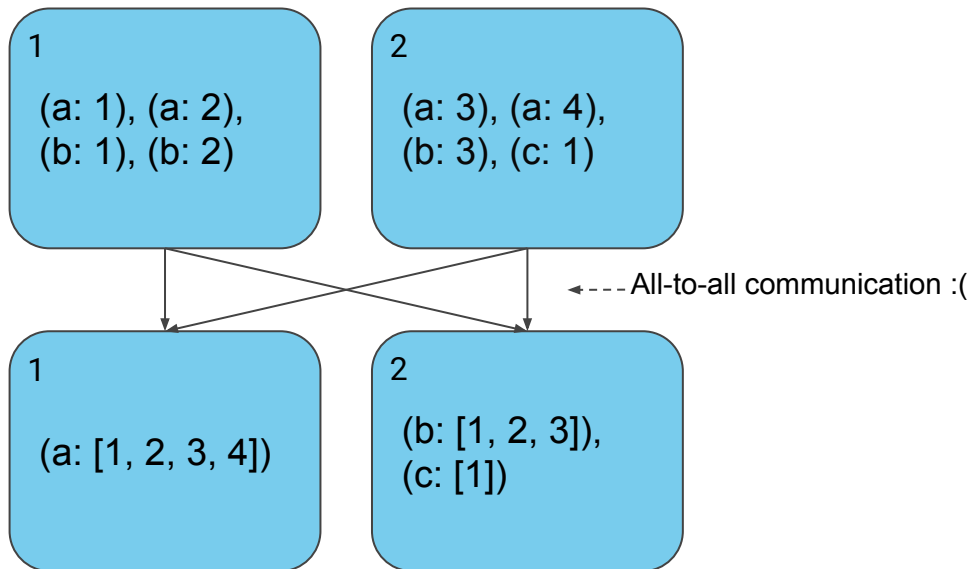 1
(a: 1), (a: 2),
(b: 1), (b: 2)
2
(a: 3), (a: 4),
(b: 3), (c: 1)
All-to-all communication :(
1
(a: [1, 2, 3, 4])
2
(b: [1, 2, 3]),
(c: [1])